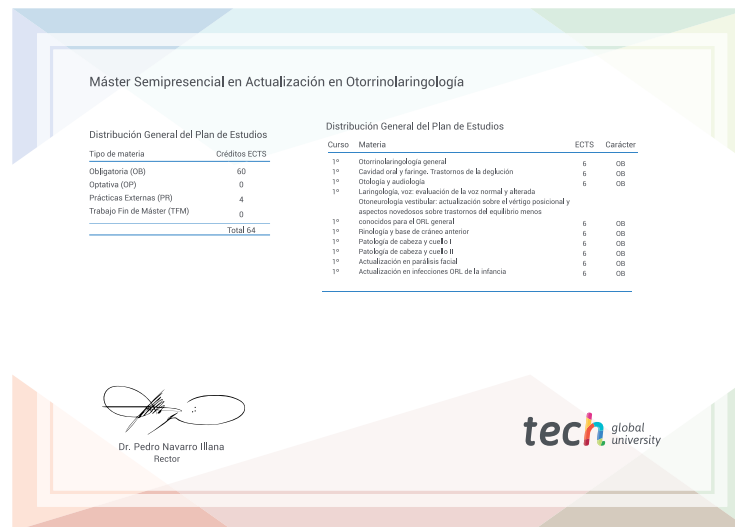 Máster Semipresencial en Actualización en Otorrinolaringología
Distribución General del Plan de Estudios
Tipo de materia Créditos ECTS
Obligatoria (OB) 60
Optativa (OP) 0
Prácticas Externas (PR) 4
Trabajo Fin de Máster (TFM) 0
Total 64
Distribución General del Plan de Estudios
Curso Materia ECTS Carácter
1º Otorrinolaringología general 6 OB
1º Cavidad oral y faringe. Trastornos de la deglución 6 OB
1º Otología y audiología 6 OB
1º Laringología, voz: evaluación de la voz normal y alterada
Otoneurología vestibular: actualización sobre el vértigo posicional y
aspectos novedosos sobre trastornos del equilibrio menos
1º conocidos para el ORL general 6 OB
1º Rinología y base de cráneo anterior 6 OB
1º Patología de cabeza y cuello I 6 OB
1º Patología de cabeza y cuello II 6 OB
1º Actualización en parálisis facial 6 OB
1º Actualización en infecciones ORL de la infancia 6 OB
Dr. Pedro Navarro Illana
Rector
tech global
university